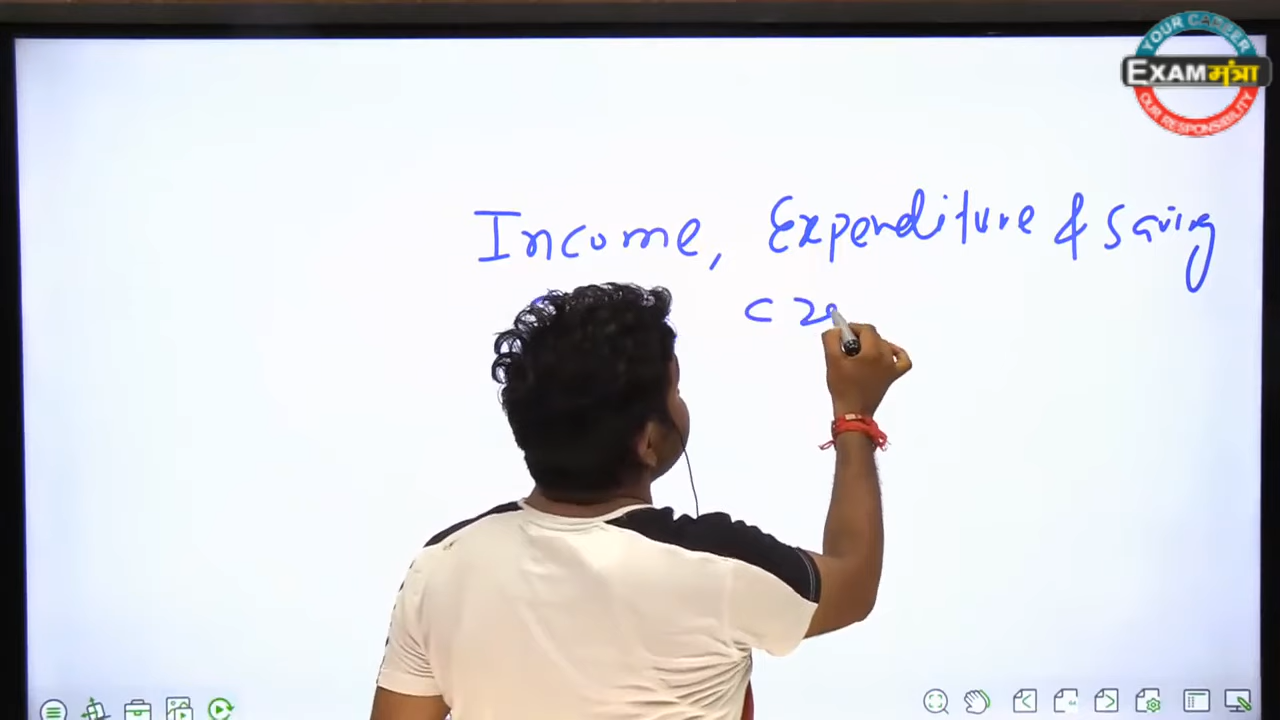 YOUR CAREER
EXAMमंत्रा
OUR RESPONSIBILITY
Income, Expenditure & Saving